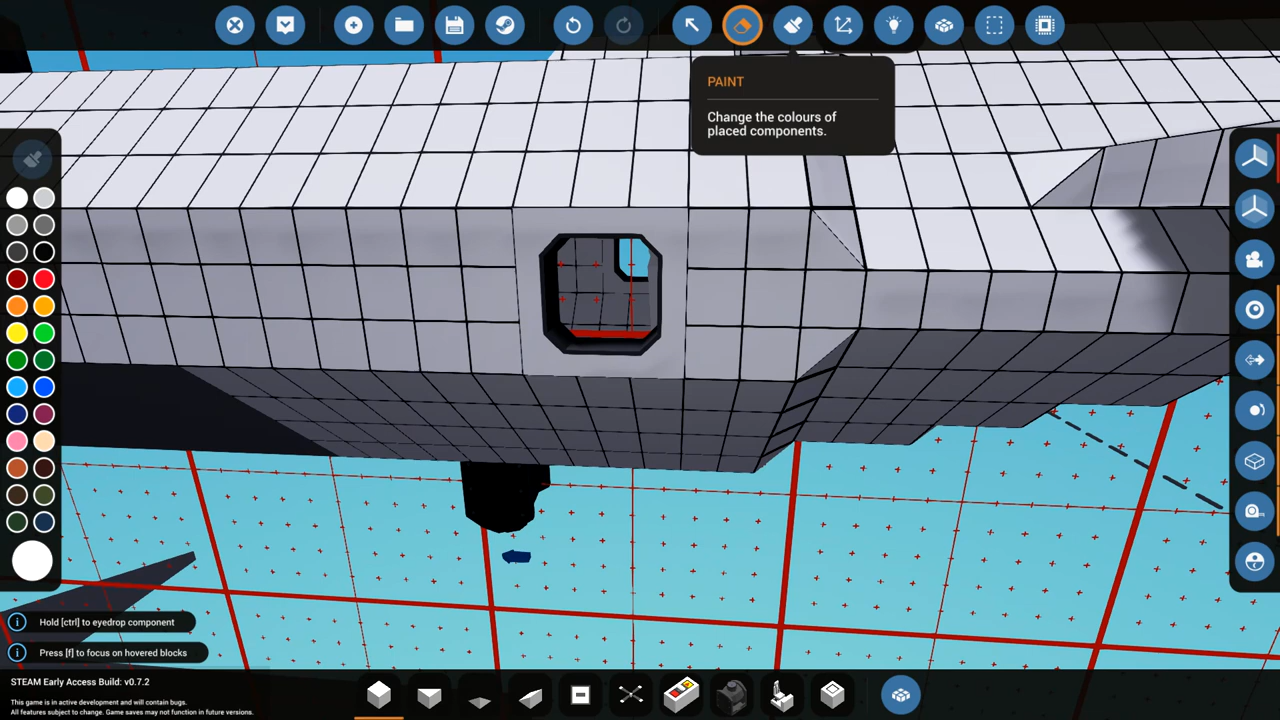 PAINT
Change the colours of
placed components.
Hold [ctrl] to eyedrop component
Press [f] to focus on hovered blocks
STEAM Early Access Build: v0.7.2
This game is in active development and will contain bugs.
All features subject to change. Game saves may not function in future versions.